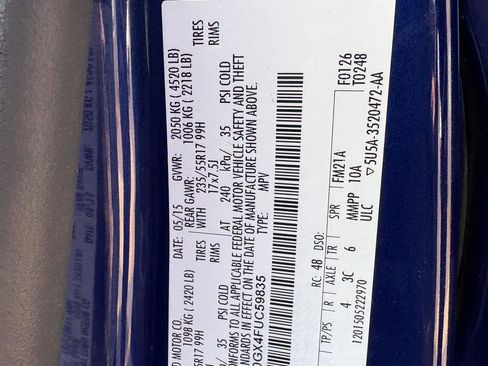 D MOTOR CO.
DATE: 05/15 GVWR: 2050 KG ( 4520 LB)
1098 KG ( 2420 LB) REAR GAWR: 1006 KG ( 2218 LB)
R17 99H TIRES WITH 235/55R17 99H TIRES
RIMS 17x7.5J RIMS
35 PSI COLD AT 240 kPa/ 35 PSI COLD
CONFORMS TO ALL APPLICABLE FEDERAL MOTOR VEHICLE SAFETY AND THEFT
STANDARDS IN EFFECT ON THE DATE OF MANUFACTURE SHOWN ABOVE.
GX4FUC59835 TYPE: MPV
F0126
T0248
RC: 48 DSO:
TP/PS R AXLE TR SPR FM21A
4 3C 6 MMPP 10A
ULC ▽5U5A-3520472-AA
1201505222970